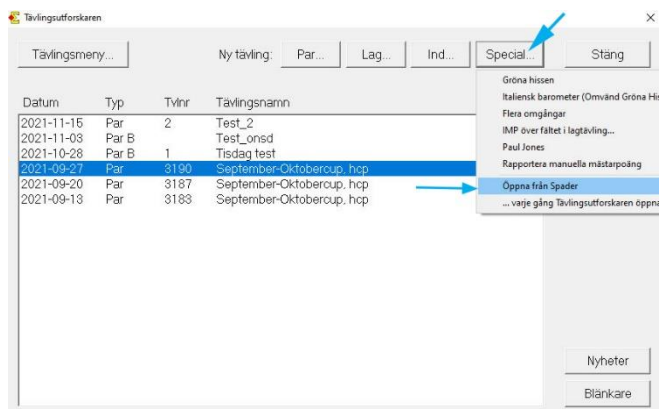 Tävlingsutforskaren
Tävlingsmeny... Ny tävling: Par... Lag... Ind... Special... Stäng
Gröna hissen
Italiensk barometer (Omvänd Gröna His
Flera omgångar
IMP över fältet i lagtävling...
Paul Jones
Rapportera manuella mästarpoäng
Öppna från Spader
... varje gång Tävlingsutforskaren öppna
Datum Typ Tvlnr Tävlingsnamn
2021-11-15 Par 2 Test_2
2021-11-03 Par B Test_onsd
2021-10-28 Par B 1 Tisdag test
2021-09-27 Par 3190 September-Oktobercup, hcp
2021-09-20 Par 3187 September-Oktobercup, hcp
2021-09-13 Par 3183 September-Oktobercup, hcp
Nyheter
Blänkare